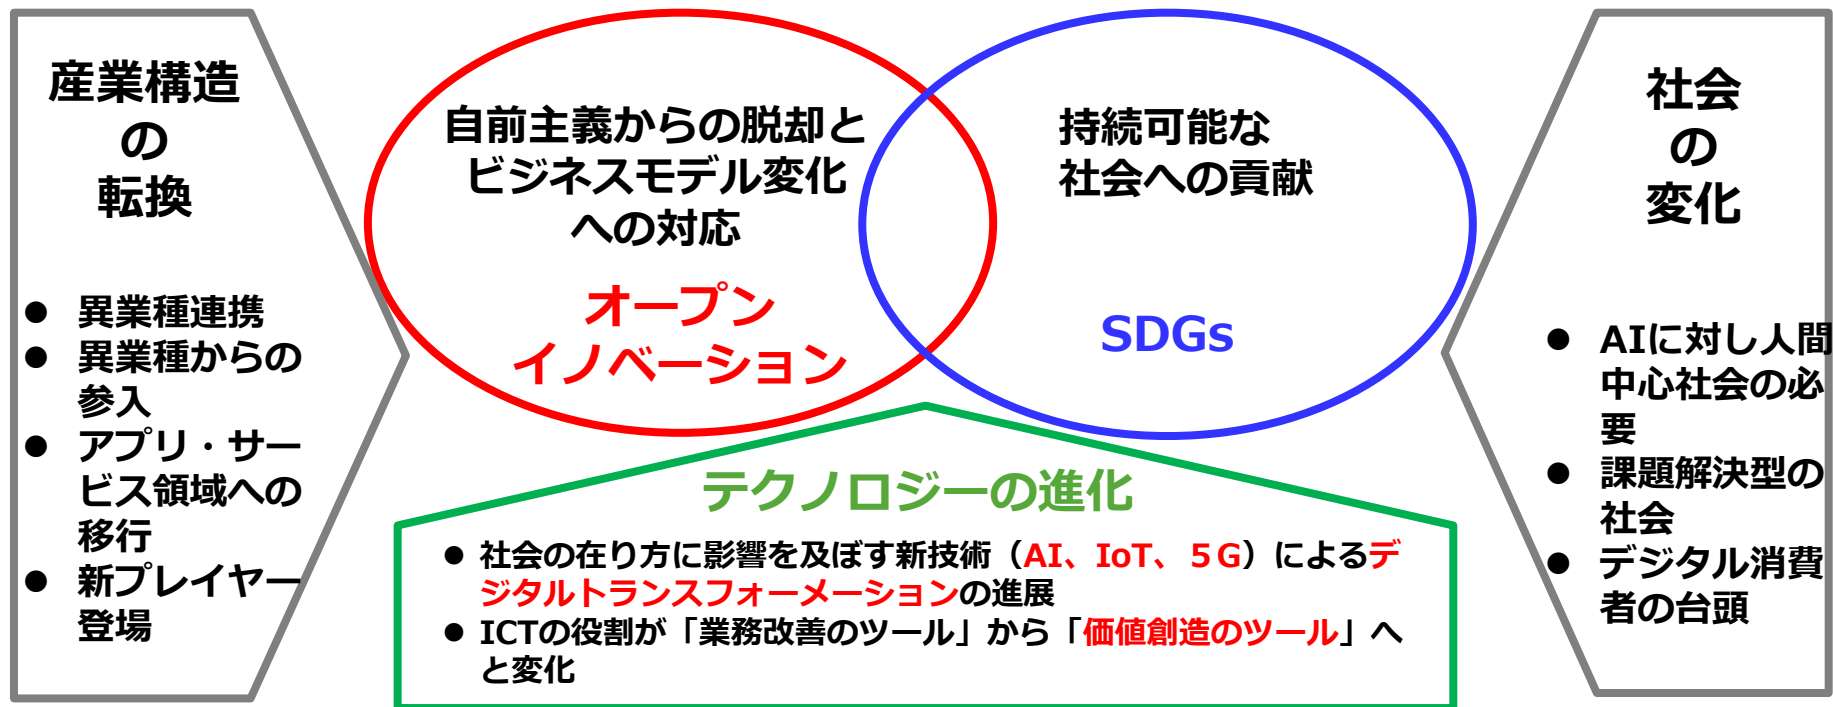 産業構造
の
転換
● 異業種連携
● 異業種からの
参入
● アプリ・サー
ビス領域への
移行
● 新プレイヤー
登場
自前主義からの脱却と
ビジネスモデル変化
への対応
オープン
イノベーション
持続可能な
社会への貢献
SDGs
テクノロジーの進化
● 社会の在り方に影響を及ぼす新技術（AI、IoT、５G）によるデ
ジタルトランスフォーメーションの進展
● ICTの役割が「業務改善のツール」から「価値創造のツール」へ
と変化
社会
の
変化
● AIに対し人間
中心社会の必
要
● 課題解決型の
社会
● デジタル消費
者の台頭